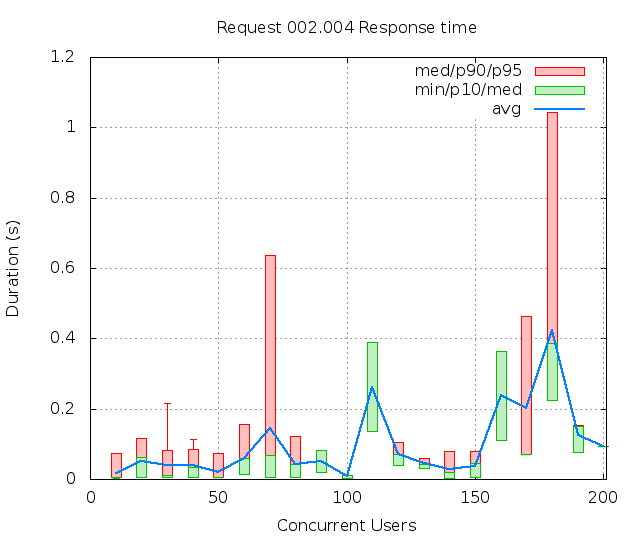 Request 002.004 Response time
med/p90/p95
min/p10/med
avg
1.2
1
0.8
0.6
0.4
0.2
0
Duration (s)
0 50 100 150 200
Concurrent Users